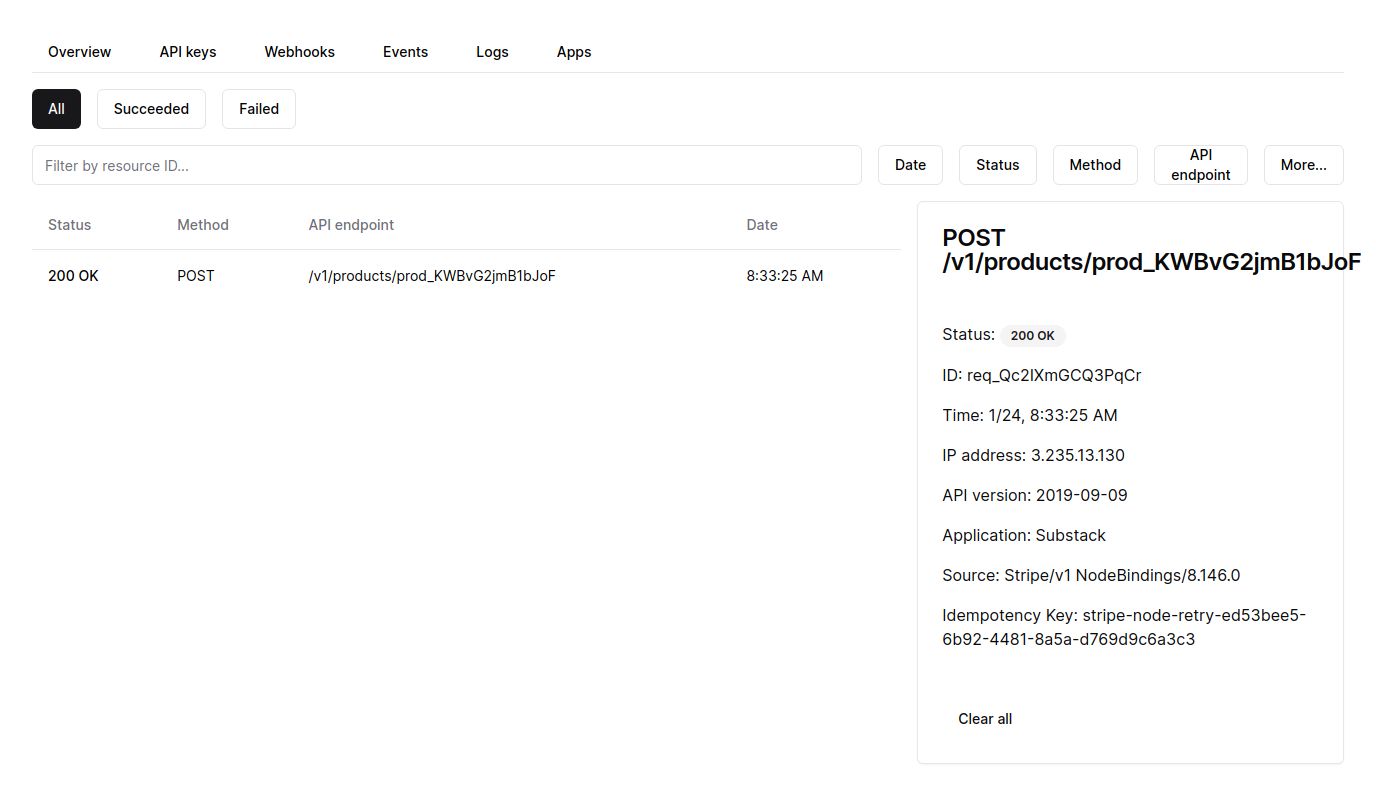 Overview API keys Webhooks Events Logs Apps
All Succeeded Failed
Filter by resource ID...
Date
Status
Method
API
endpoint
More...
Status Method API endpoint Date
200 OK POST /v1/products/prod_KWBvG2jmB1bJoF 8:33:25 AM
POST
/v1/products/prod_KWBvG2jmB1bJoF
Status: 200 OK
ID: req_Qc2lXmGCQ3PqCr
Time: 1/24, 8:33:25 AM
IP address: 3.235.13.130
API version: 2019-09-09
Application: Substack
Source: Stripe/v1 NodeBindings/8.146.0
Idempotency Key: stripe-node-retry-ed53bee5-
6b92-4481-8a5a-d769d9c6a3c3
Clear all